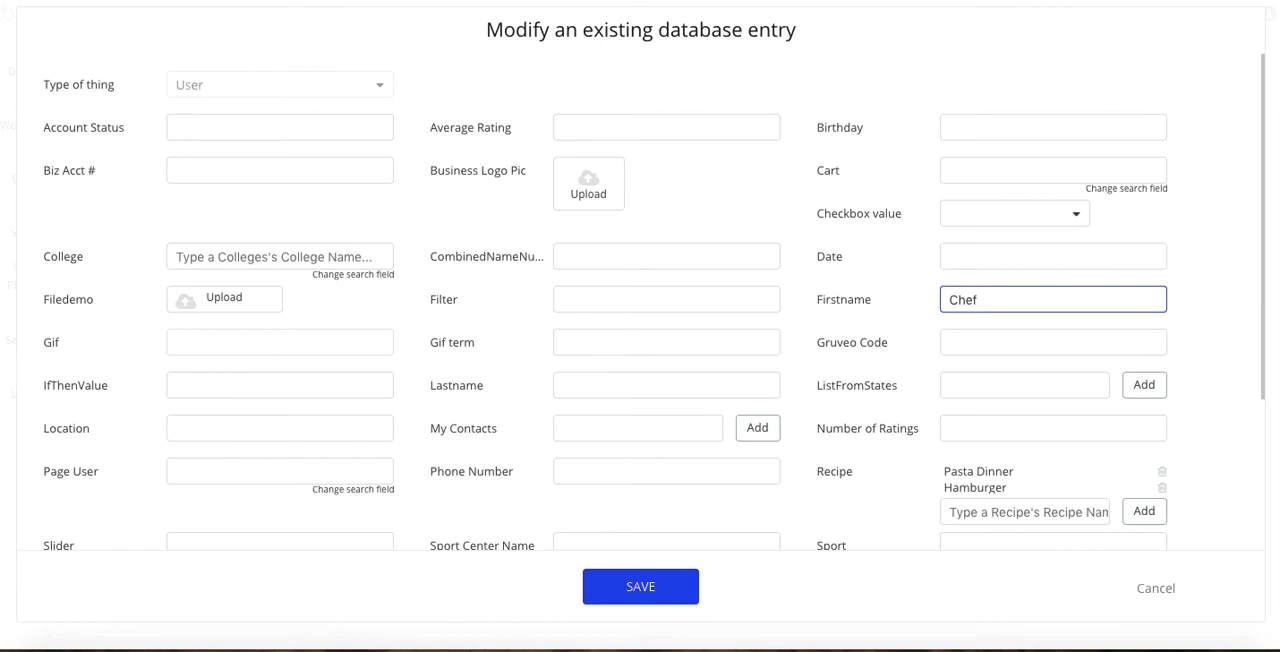 Modify an existing database entry
Type of thing User
Account Status Average Rating Birthday
Biz Acct # Business Logo Pic Upload Cart
Change search field
Checkbox value
College Type a Colleges's College Name... CombinedNameNu... Date
Change search field
Filedemo Upload Filter Firstname Chef
Gif Gif term Gruveo Code
IfThenValue Lastname ListFromStates Add
Location My Contacts Add Number of Ratings
Page User Phone Number Recipe Pasta Dinner
Change search field Hamburger
Type a Recipe's Recipe Nan Add
Slider Sport Center Name Sport
SAVE
Cancel